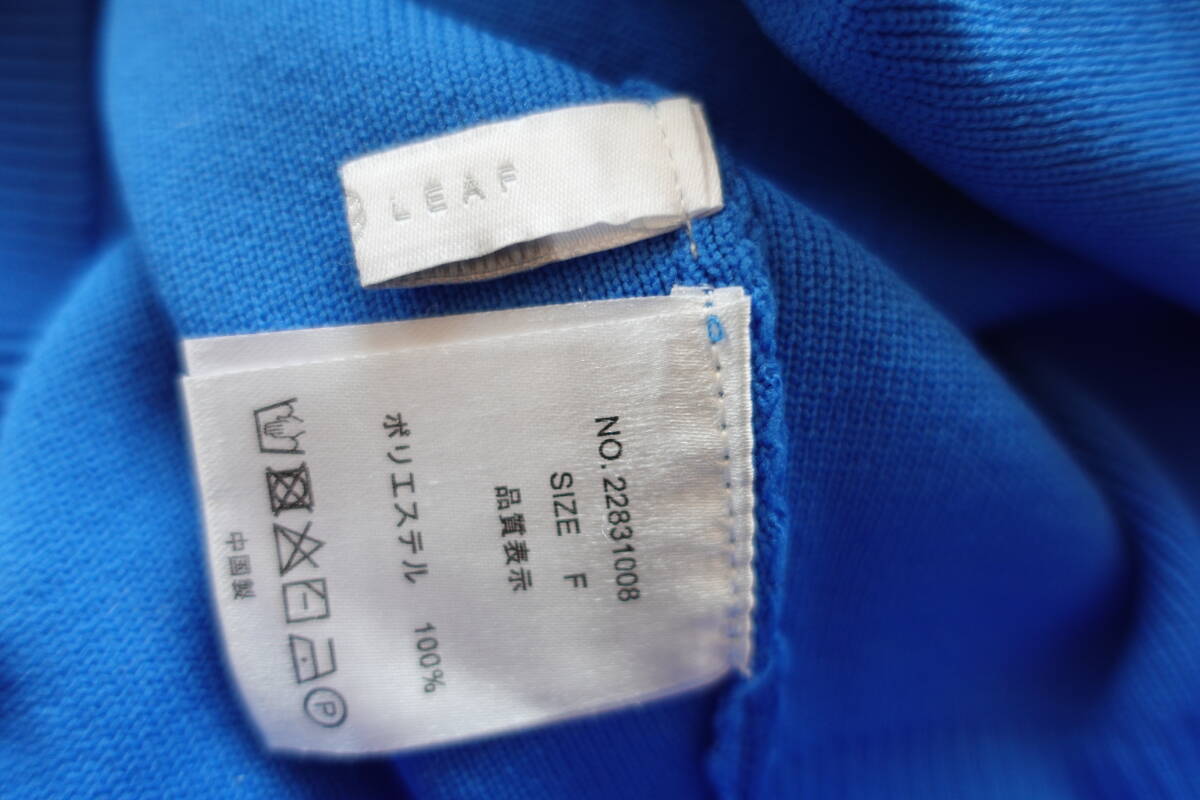 LEAF
NO.22831008
SIZE F
品質表示
ポリエステル 100%
P
中国製